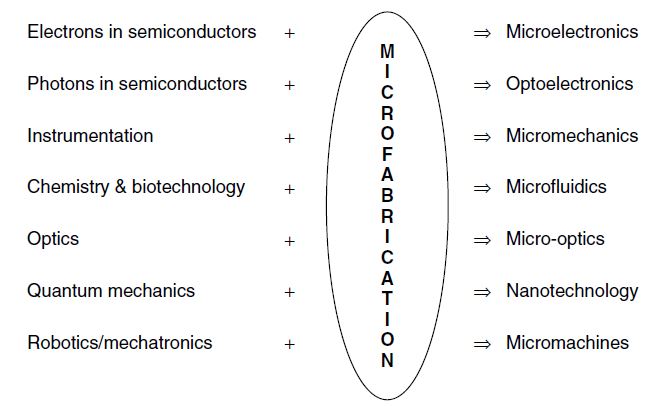 Electrons in semiconductors + ⇒ Microelectronics
Photons in semiconductors + ⇒ Optoelectronics
Instrumentation + ⇒ Micromechanics
Chemistry & biotechnology + ⇒ Microfluidics
Optics + ⇒ Micro-optics
Quantum mechanics + ⇒ Nanotechnology
Robotics/mechatronics + ⇒ Micromachines
MICROFABRICATION